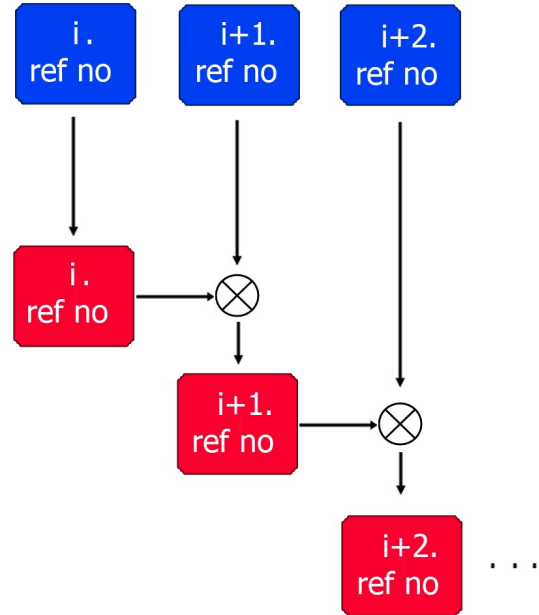 i .
ref no
i+1.
ref no
i+2.
ref no
i .
ref no
i+1.
ref no
i+2.
ref no
. . .